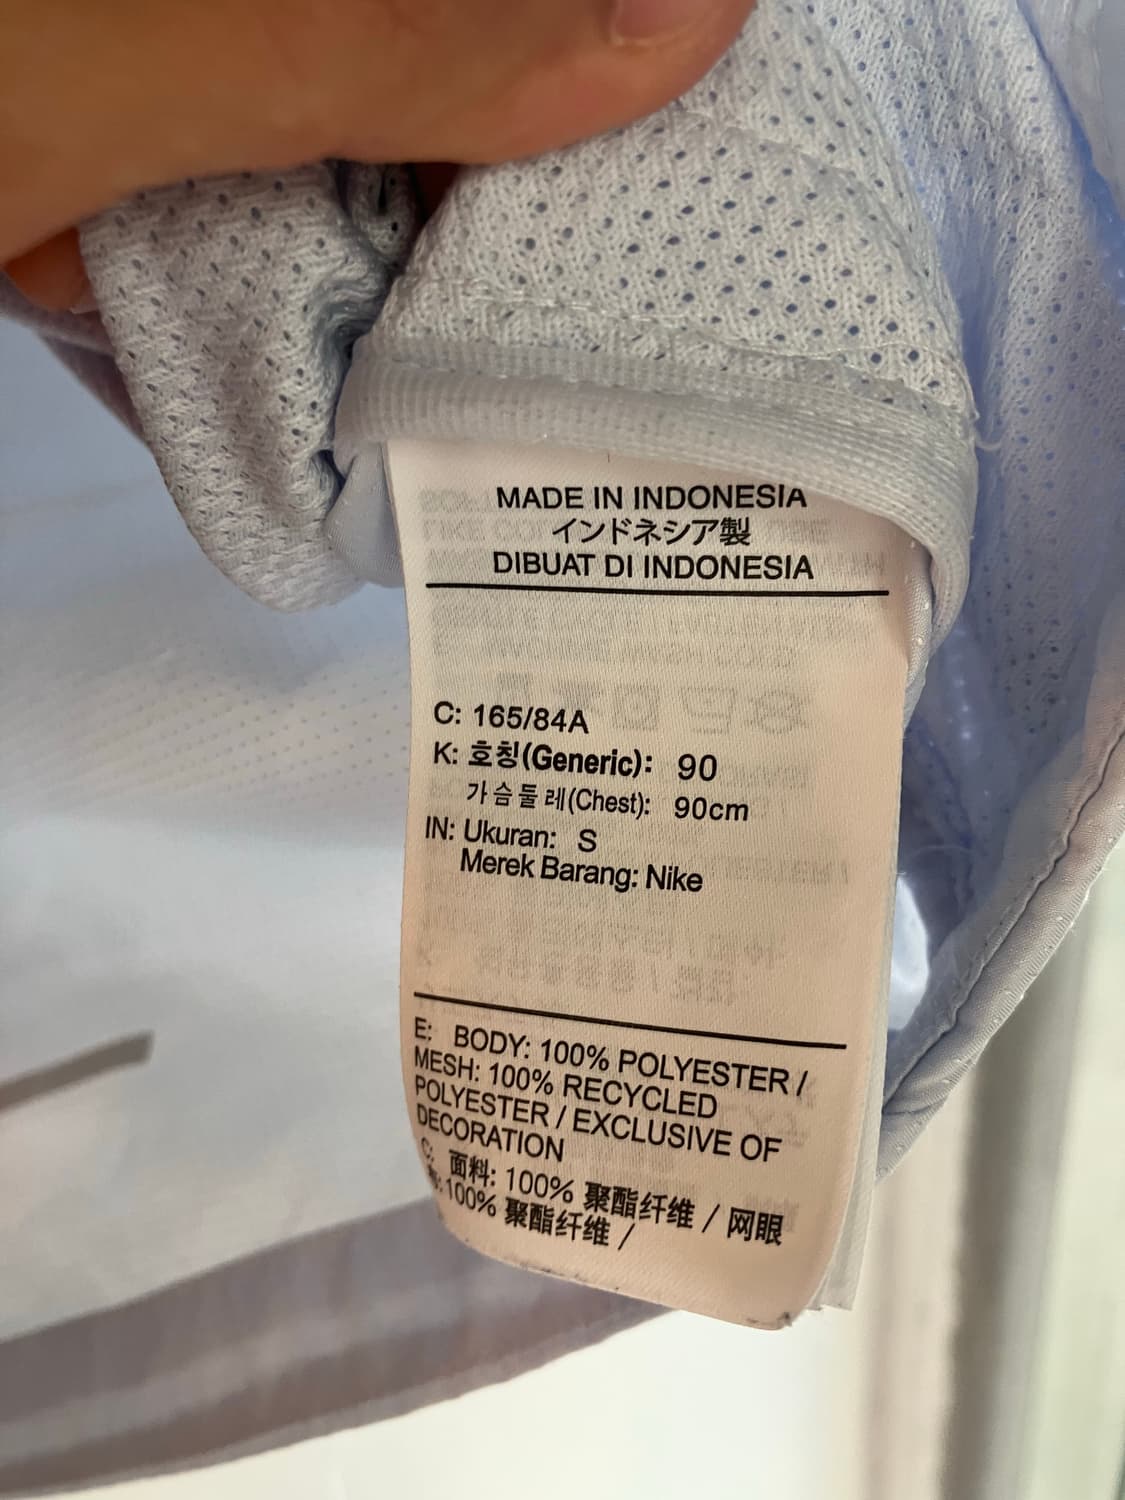 MADE IN INDONESIA
インドネシア製
DIBUAT DI INDONESIA
C: 165/84A
K: 호칭(Generic): 90
가슴둘레(Chest): 90cm
IN: Ukuran: S
Merek Barang: Nike
E: BODY: 100% POLYESTER /
MESH: 100% RECYCLED
POLYESTER / EXCLUSIVE OF
DECORATION
C: 面料: 100% 聚酯纤维 / 网眼
布:100% 聚酯纤维 /